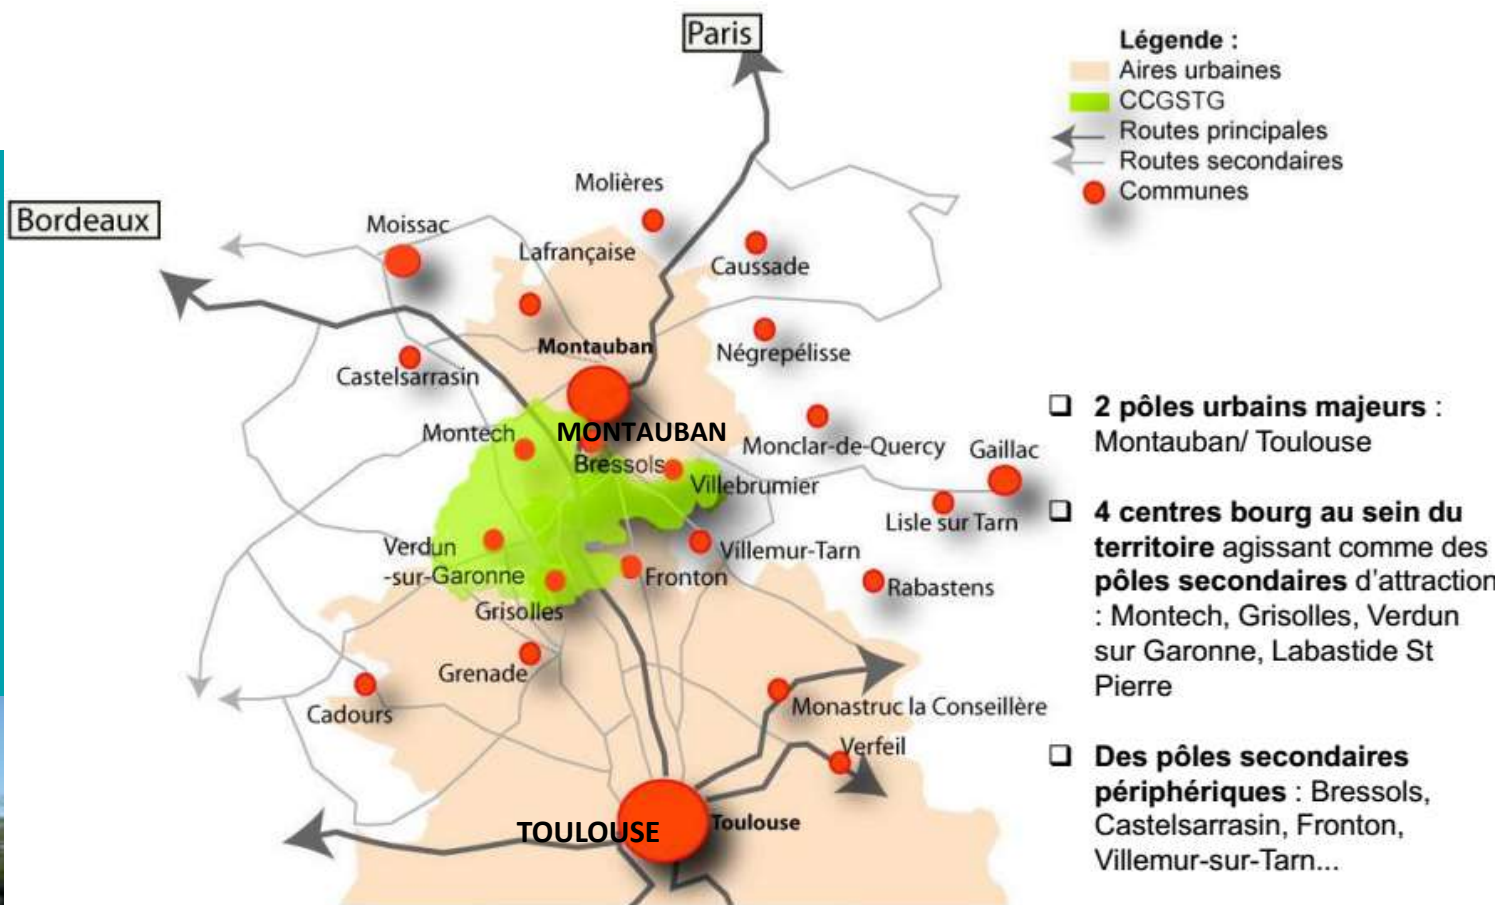 Paris
Légende :
Aires urbaines
CCGSTG
Routes principales
Routes secondaires
Communes
Bordeaux
Molières
Moissac
Lafrançaise
Caussade
Montauban
Négrepélisse
Castelsarrasin
Montech
MONTAUBAN
Bressols
Monclar-de-Quercy
Gaillac
Villebrumier
Lisle sur Tarn
Verdun
-sur-Garonne
Villemur-Tarn
Fronton
Rabastens
Grisolles
Grenade
Cadours
Monastruc la Conseillère
Verfeil
TOULOUSE
Toulouse
❑ 2 pôles urbains majeurs :
Montauban/ Toulouse
❑ 4 centres bourg au sein du
territoire agissant comme des
pôles secondaires d'attraction
: Montech, Grisolles, Verdun
sur Garonne, Labastide St
Pierre
❑ Des pôles secondaires
périphériques : Bressols,
Castelsarrasin, Fronton,
Villemur-sur-Tarn...